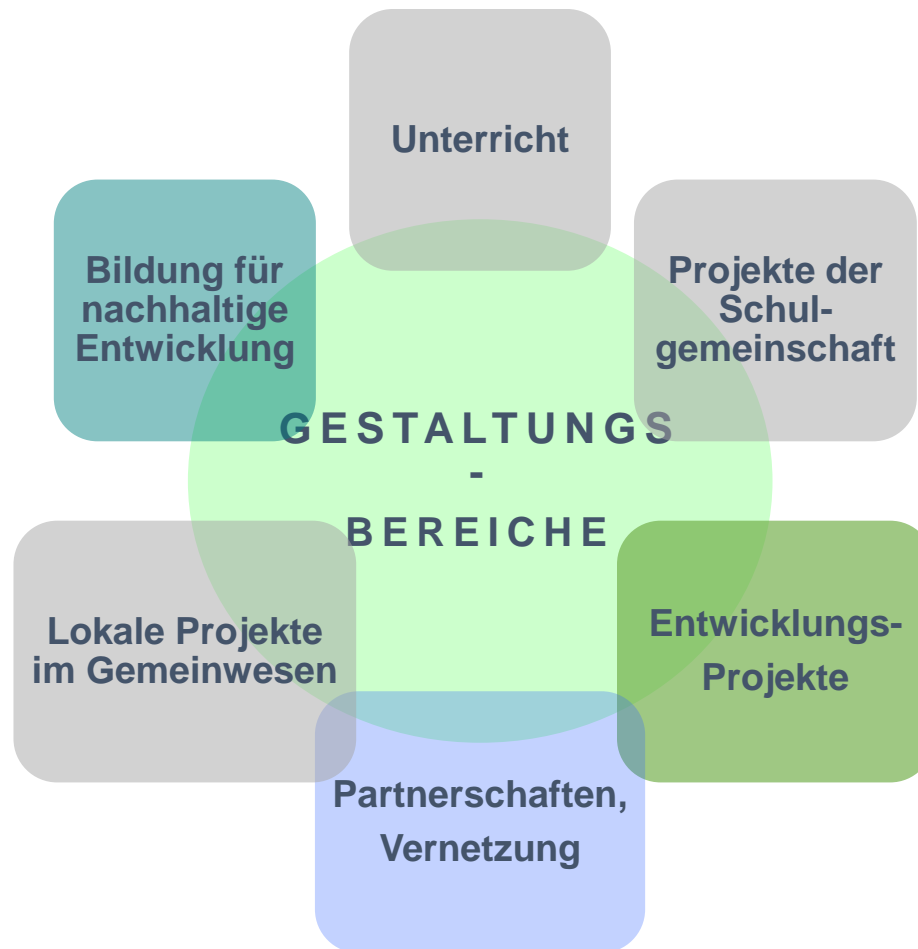 Unterricht
Bildung für
nachhaltige
Entwicklung
Projekte der
Schul-
gemeinschaft
GESTALTUNGS
-
BEREICHE
Lokale Projekte
im Gemeinwesen
Entwicklungs-
Projekte
Partnerschaften,
Vernetzung